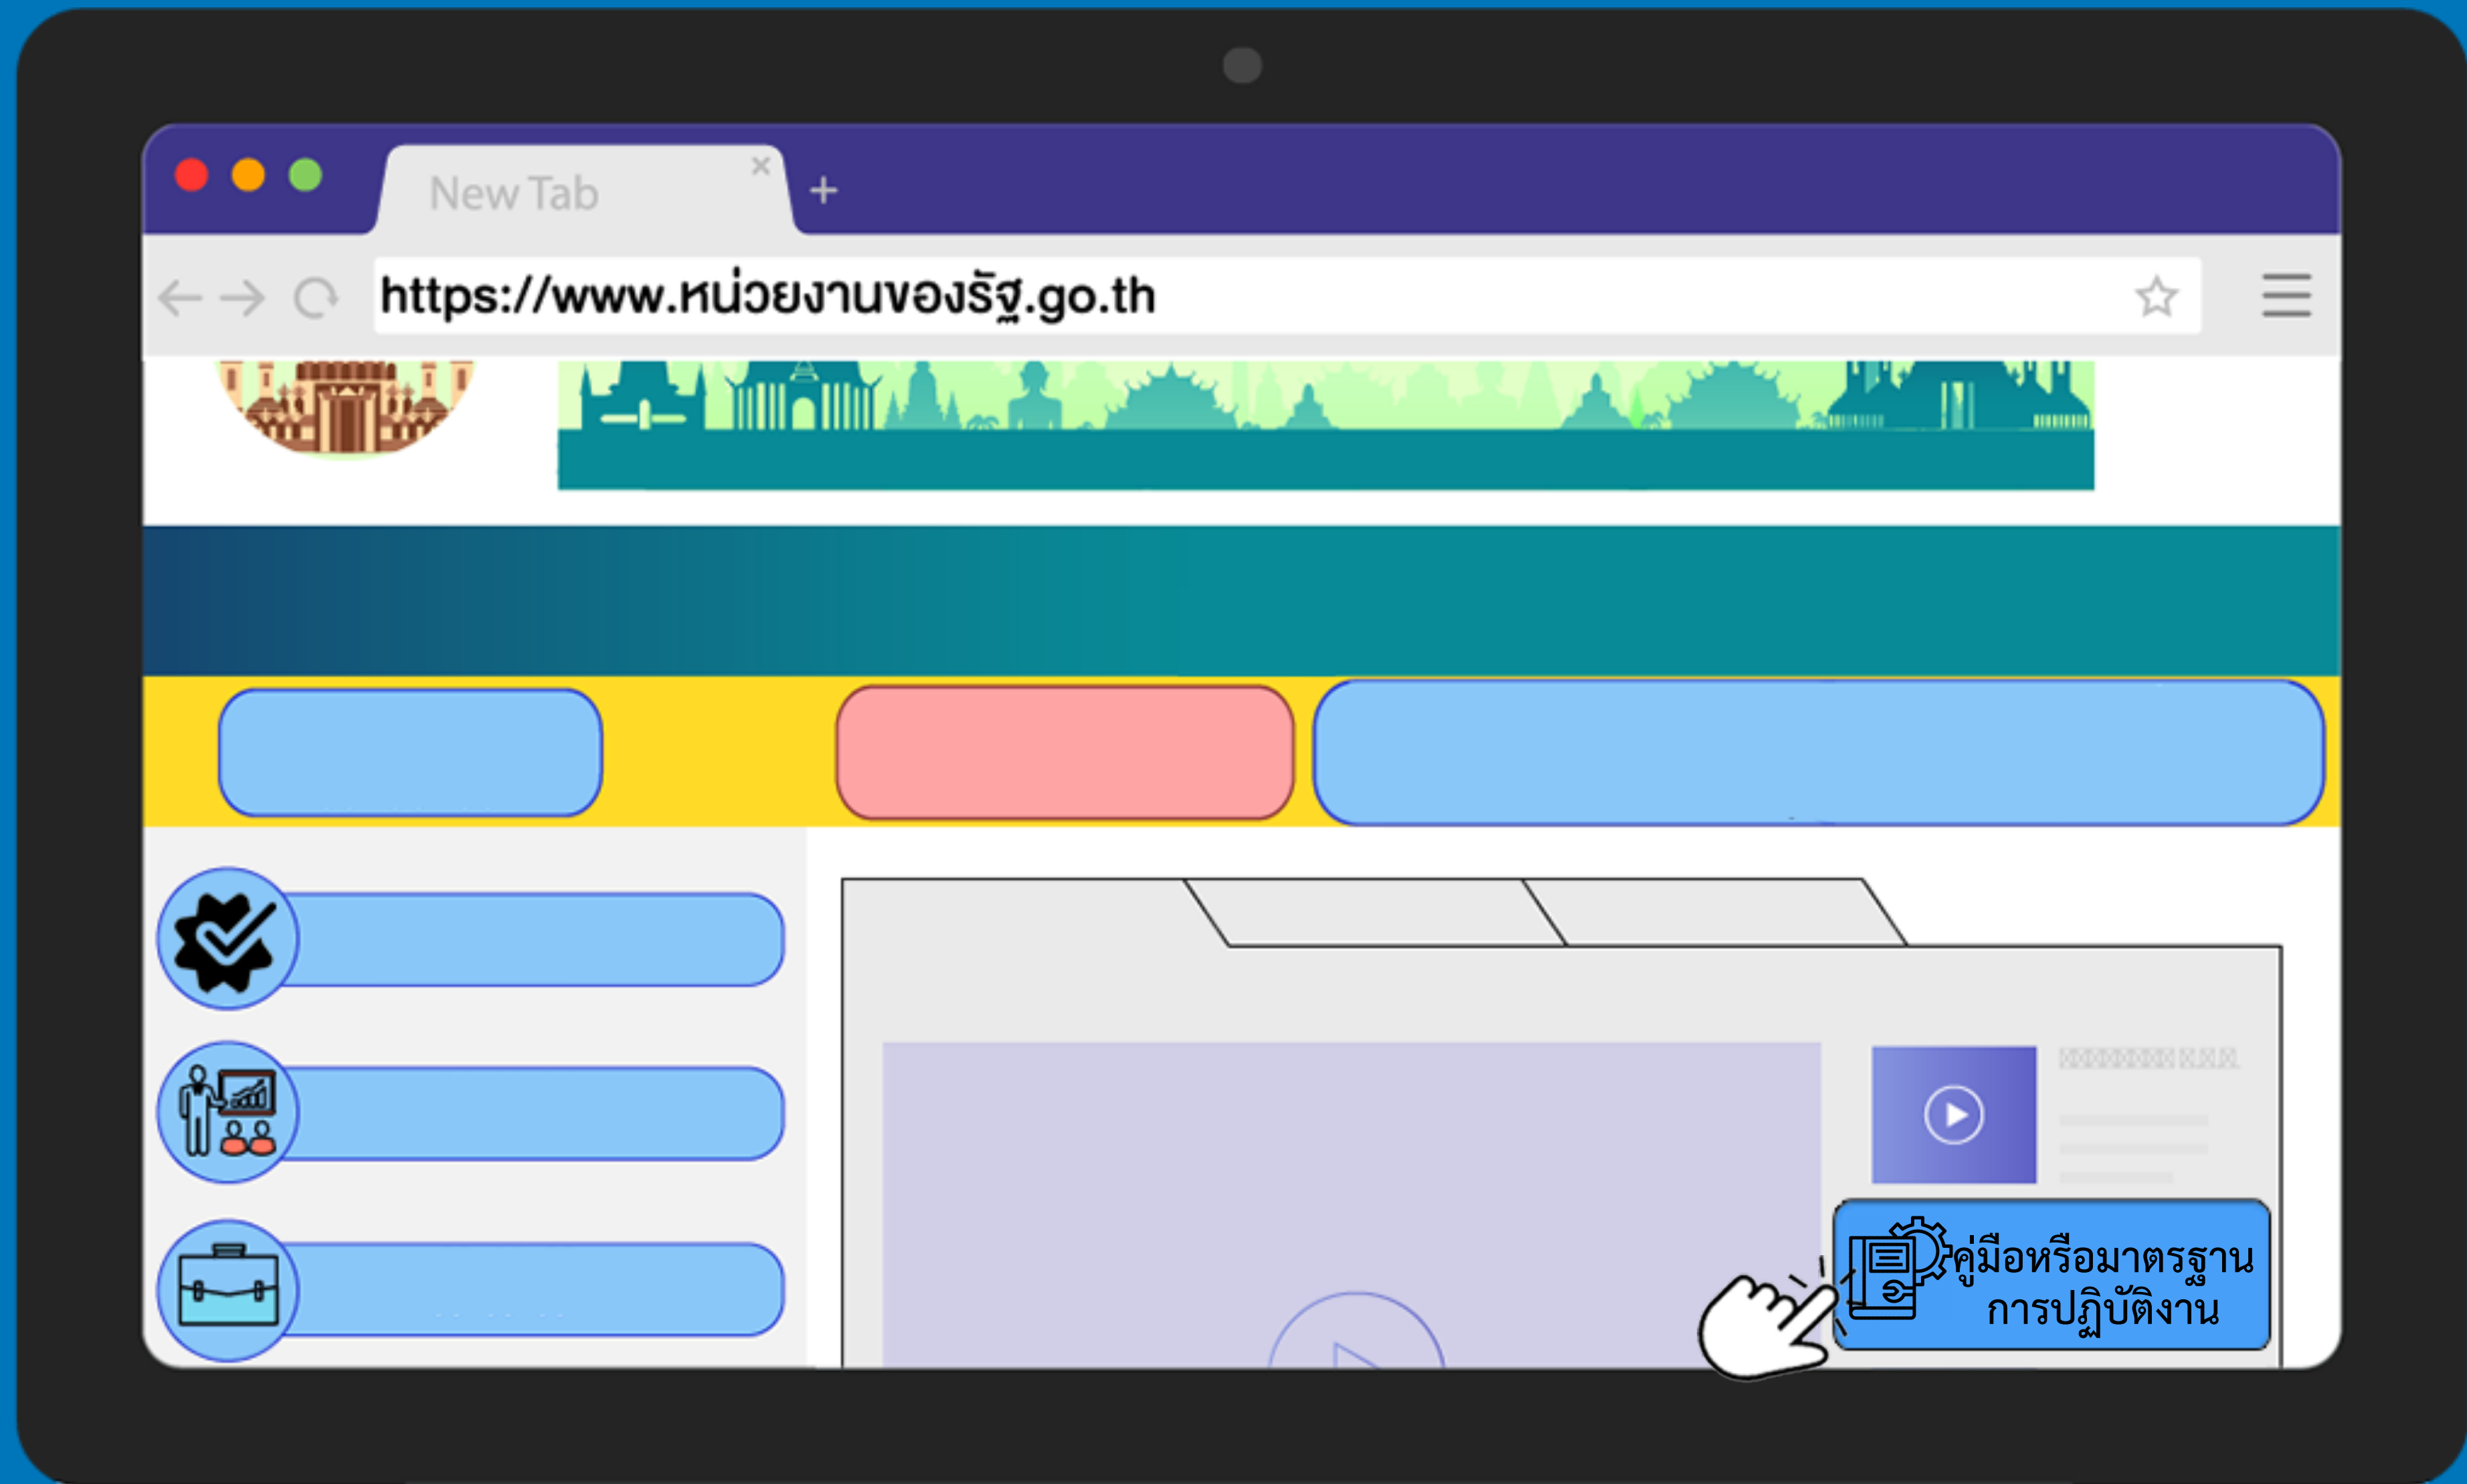 New Tab
https://www.หน่วยงานของรัฐ.go.th
คู่มือหรือมาตรฐาน
การปฏิบัติงาน